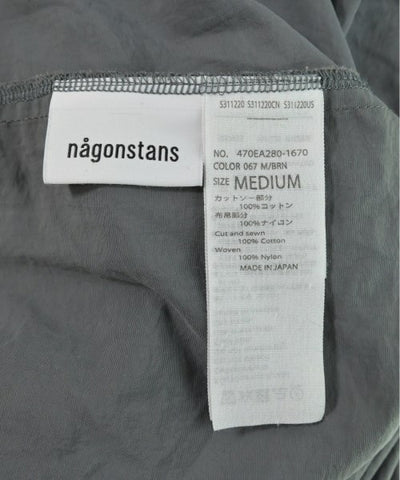 någonstans
S311220 S311220CN S311220US
NO. 470EA280-1670
COLOR 067 M/BRN
SIZE MEDIUM
カットソー部分
100%コットン
布帛部分
100%ナイロン
Cut and sewn
100% Cotton
Woven
100% Nylon
MADE IN JAPAN